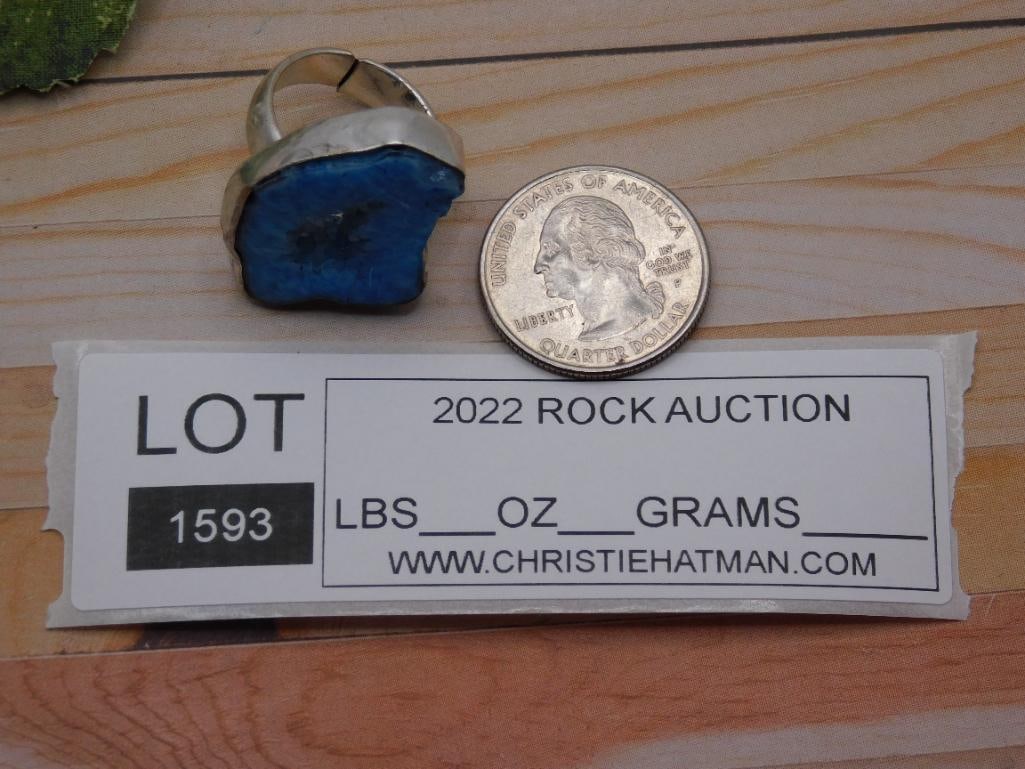 UNITED STATES OF AMERICA
IN
GOD WE
TRUST
P
LIBERTY
QUARTER DOLLAR
LOT
1593
2022 ROCK AUCTION
LBS___OZ___GRAMS_____
WWW.CHRISTIEHATMAN.COM